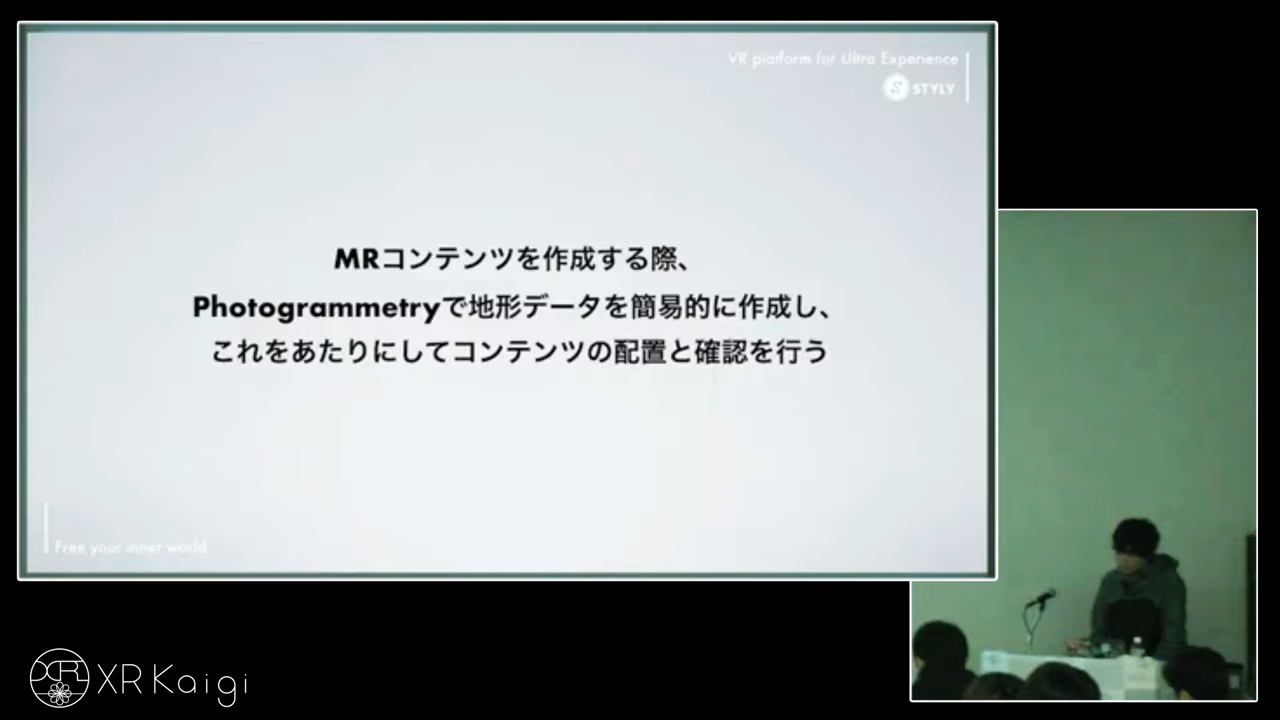 VR platform for Ultra Experience
STYLY
MRコンテンツを作成する際、
Photogrammetryで地形データを簡易的に作成し、
これをあたりにしてコンテンツの配置と確認を行う
Free your inner world
XR Kaigi